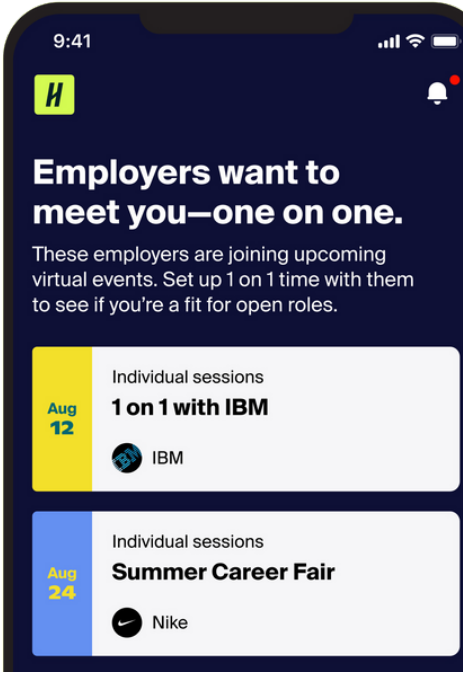 9:41
H
Employers want to
meet you—one on one.
These employers are joining upcoming
virtual events. Set up 1 on 1 time with them
to see if you're a fit for open roles.
Aug
12
Individual sessions
1 on 1 with IBM
IBM
IBM
Aug
24
Individual sessions
Summer Career Fair
Nike